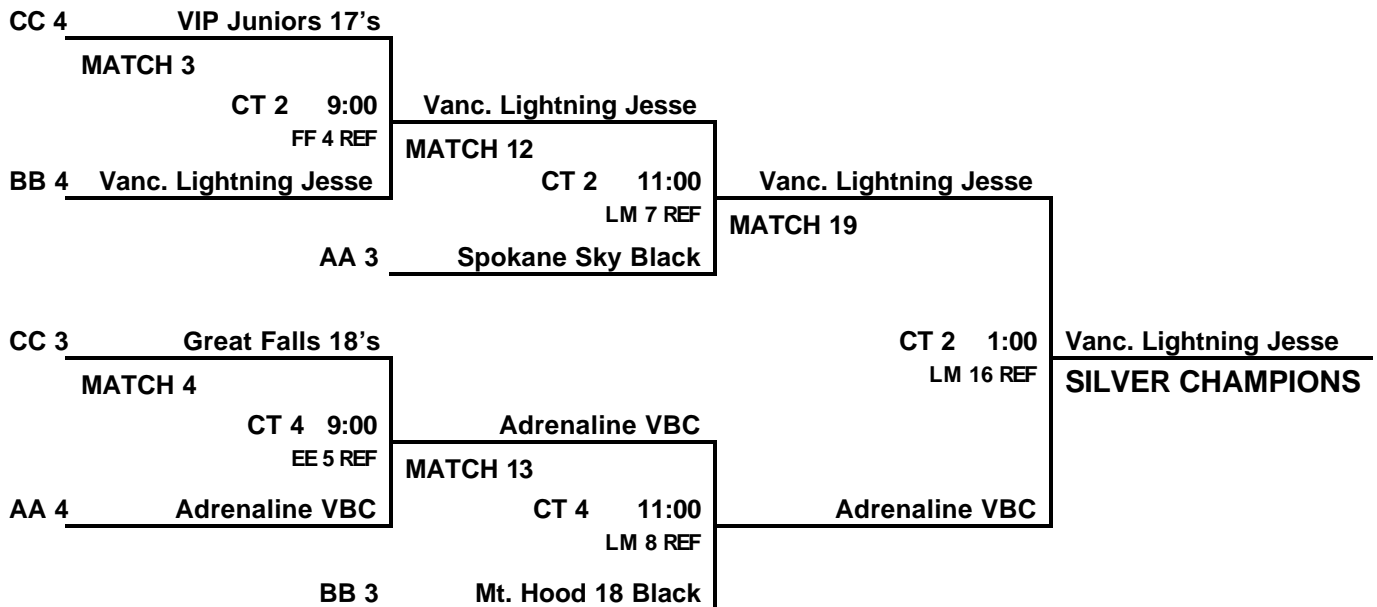 CC 4 VIP Juniors 17's
MATCH 3
CT 2 9:00 Vanc. Lightning Jesse
FF 4 REF
MATCH 12
BB 4 Vanc. Lightning Jesse CT 2 11:00 Vanc. Lightning Jesse
LM 7 REF
MATCH 19
AA 3 Spokane Sky Black
CC 3 Great Falls 18's CT 2 1:00 Vanc. Lightning Jesse
MATCH 4 LM 16 REF SILVER CHAMPIONS
CT 4 9:00 Adrenaline VBC
EE 5 REF
MATCH 13
AA 4 Adrenaline VBC CT 4 11:00 Adrenaline VBC
LM 8 REF
BB 3 Mt. Hood 18 Black